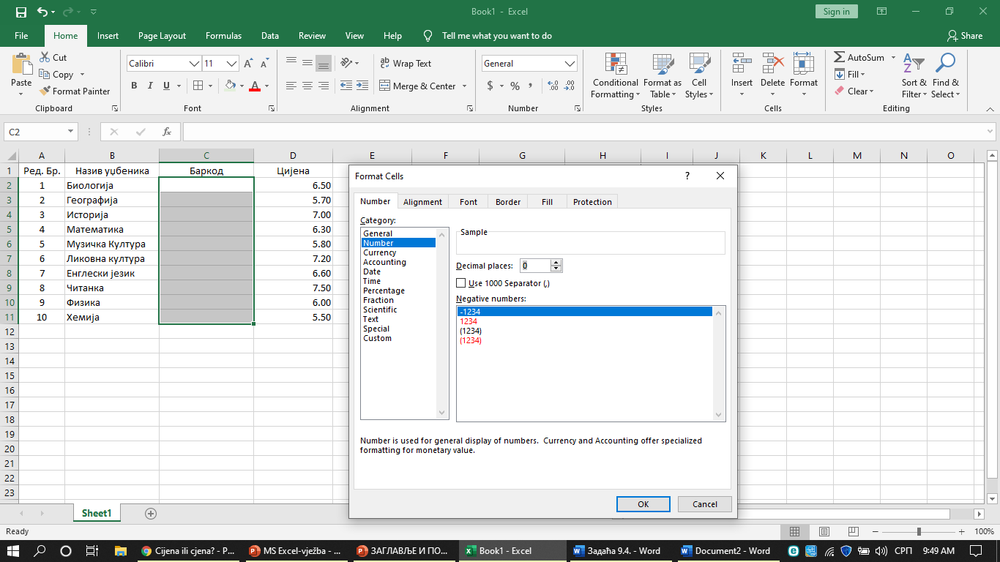 Book1 - Excel
Sign in
File Home Insert Page Layout Formulas Data Review View Help Tell me what you want to do Share
Paste
Cut
Copy
Format Painter
Clipboard
Calibri 11
B I U
Font
Wrap Text
Merge & Center
Alignment
General
$ % ,
Number
Conditional Formatting
Format as Table
Cell Styles
Styles
Insert Delete Format
Cells
AutoSum
Fill
Clear
Sort & Filter
Find & Select
Editing
C2 fx
A B C D E F G H I J K L M N O
1 Ред. Бр. Назив уџбеника Баркод Цијена
2 1 Биологија 6.50
3 2 Географија 5.70
4 3 Историја 7.00
5 4 Математика 6.30
6 5 Музичка Култура 5.80
7 6 Ликовна култура 7.20
8 7 Енглески језик 6.60
9 8 Читанка 7.50
10 9 Физика 6.00
11 10 Хемија 5.50
12
13
14
15
16
17
18
19
20
21
22
23
Format Cells ?
Number Alignment Font Border Fill Protection
Category:
General
Number
Currency
Accounting
Date
Time
Percentage
Fraction
Scientific
Text
Special
Custom
Sample
Decimal places: 0
Use 1000 Separator (,)
Negative numbers:
-1234
1234
(1234)
(1234)
Number is used for general display of numbers. Currency and Accounting offer specialized
formatting for monetary value.
OK Cancel
Sheet1
Ready 100%
Cijena ili cjena? - P... MS Excel-vježba - ... ЗАГЛАВЉЕ И ПО... Book1 - Excel Задаћа 9.4. - Word Document2 - Word СРП 9:49 AM